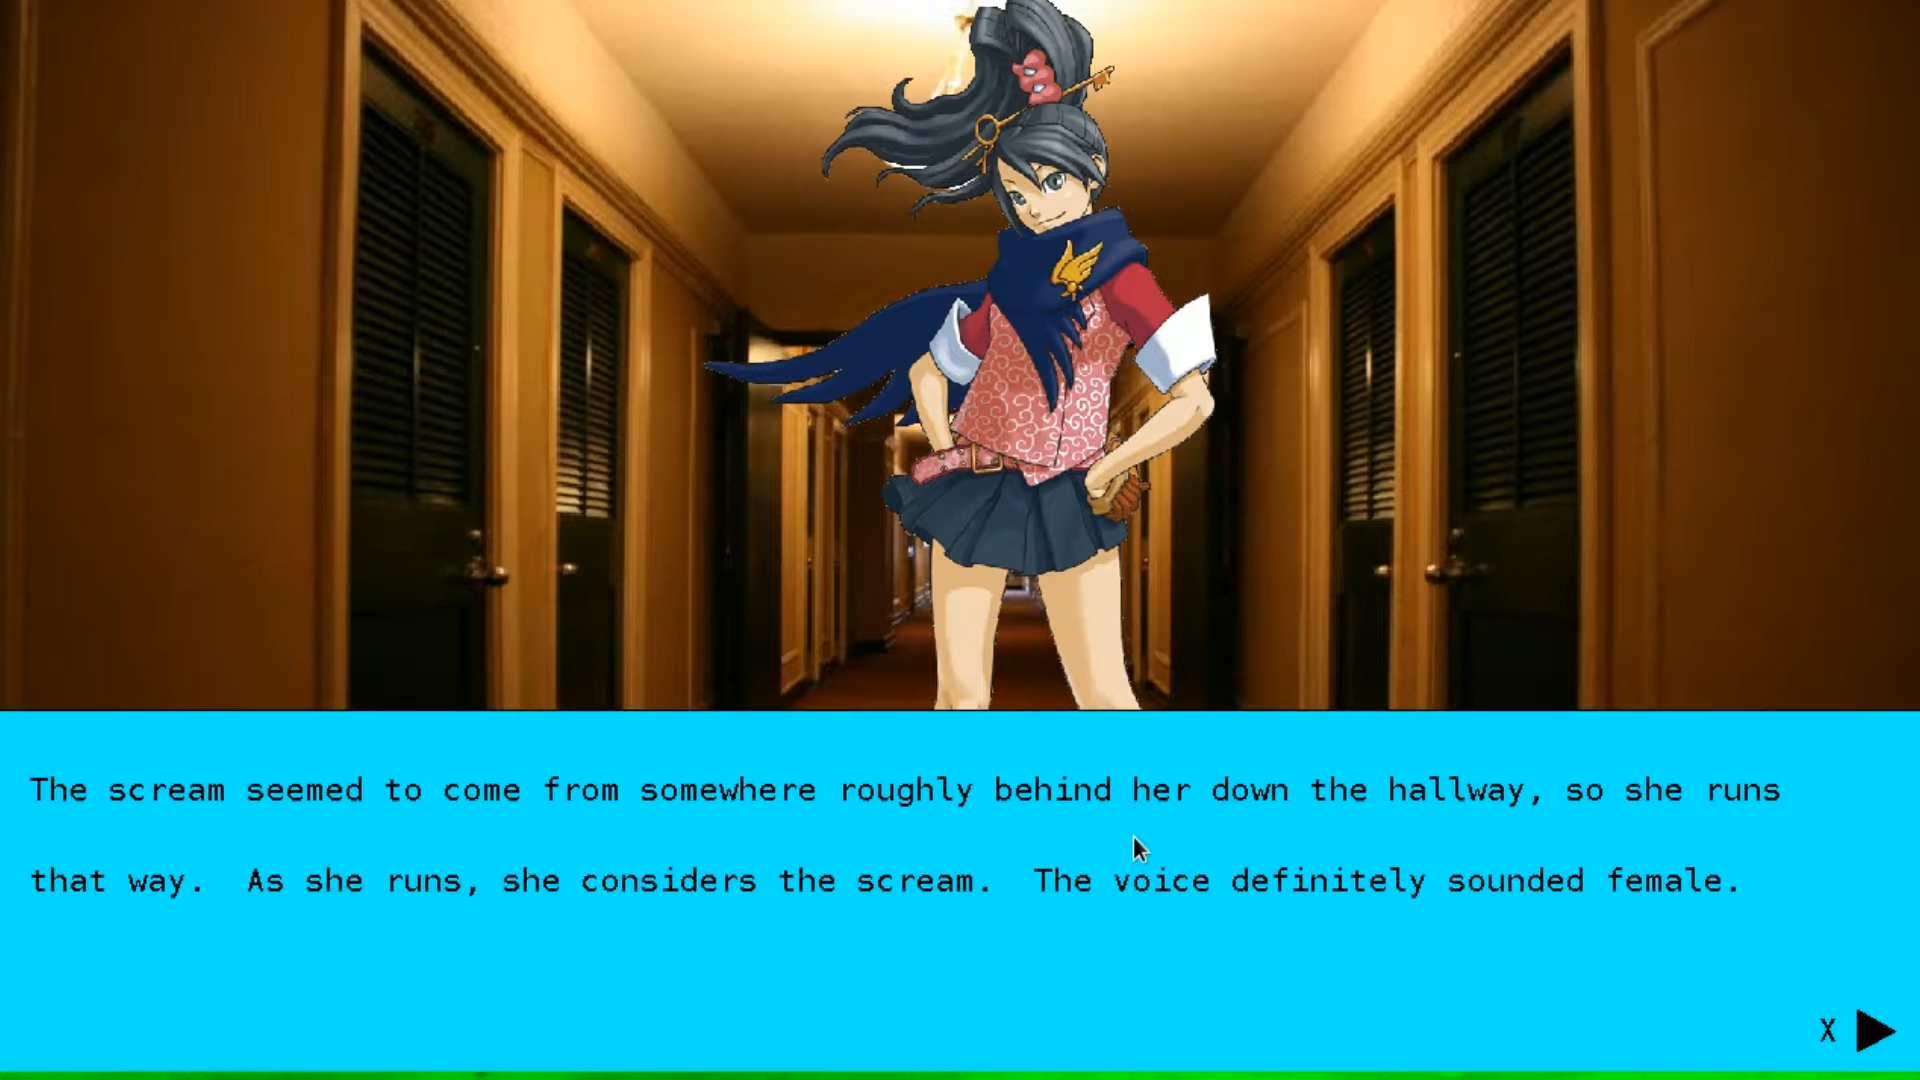 The scream seemed to come from somewhere roughly behind her down the hallway, so she runs
that way.  As she runs, she considers the scream.  The voice definitely sounded female.
X